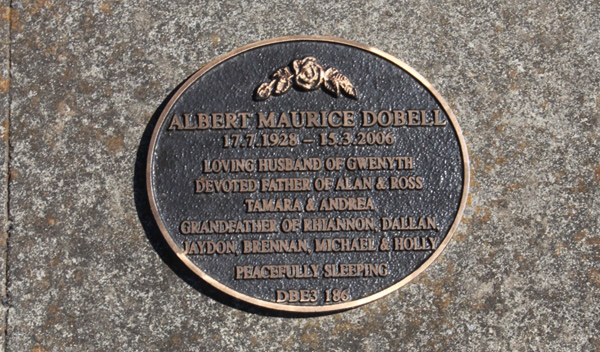 ALBERT MAURICE DOBELL
17.7.1928 – 15.3.2006
LOVING HUSBAND OF GWENYTH
DEVOTED FATHER OF ALAN & ROSS
TAMARA & ANDREA
GRANDFATHER OF RHIANNON, DALLAN,
JAYDON, BRENNAN, MICHAEL & HOLLY
PEACEFULLY SLEEPING
DBE3 186